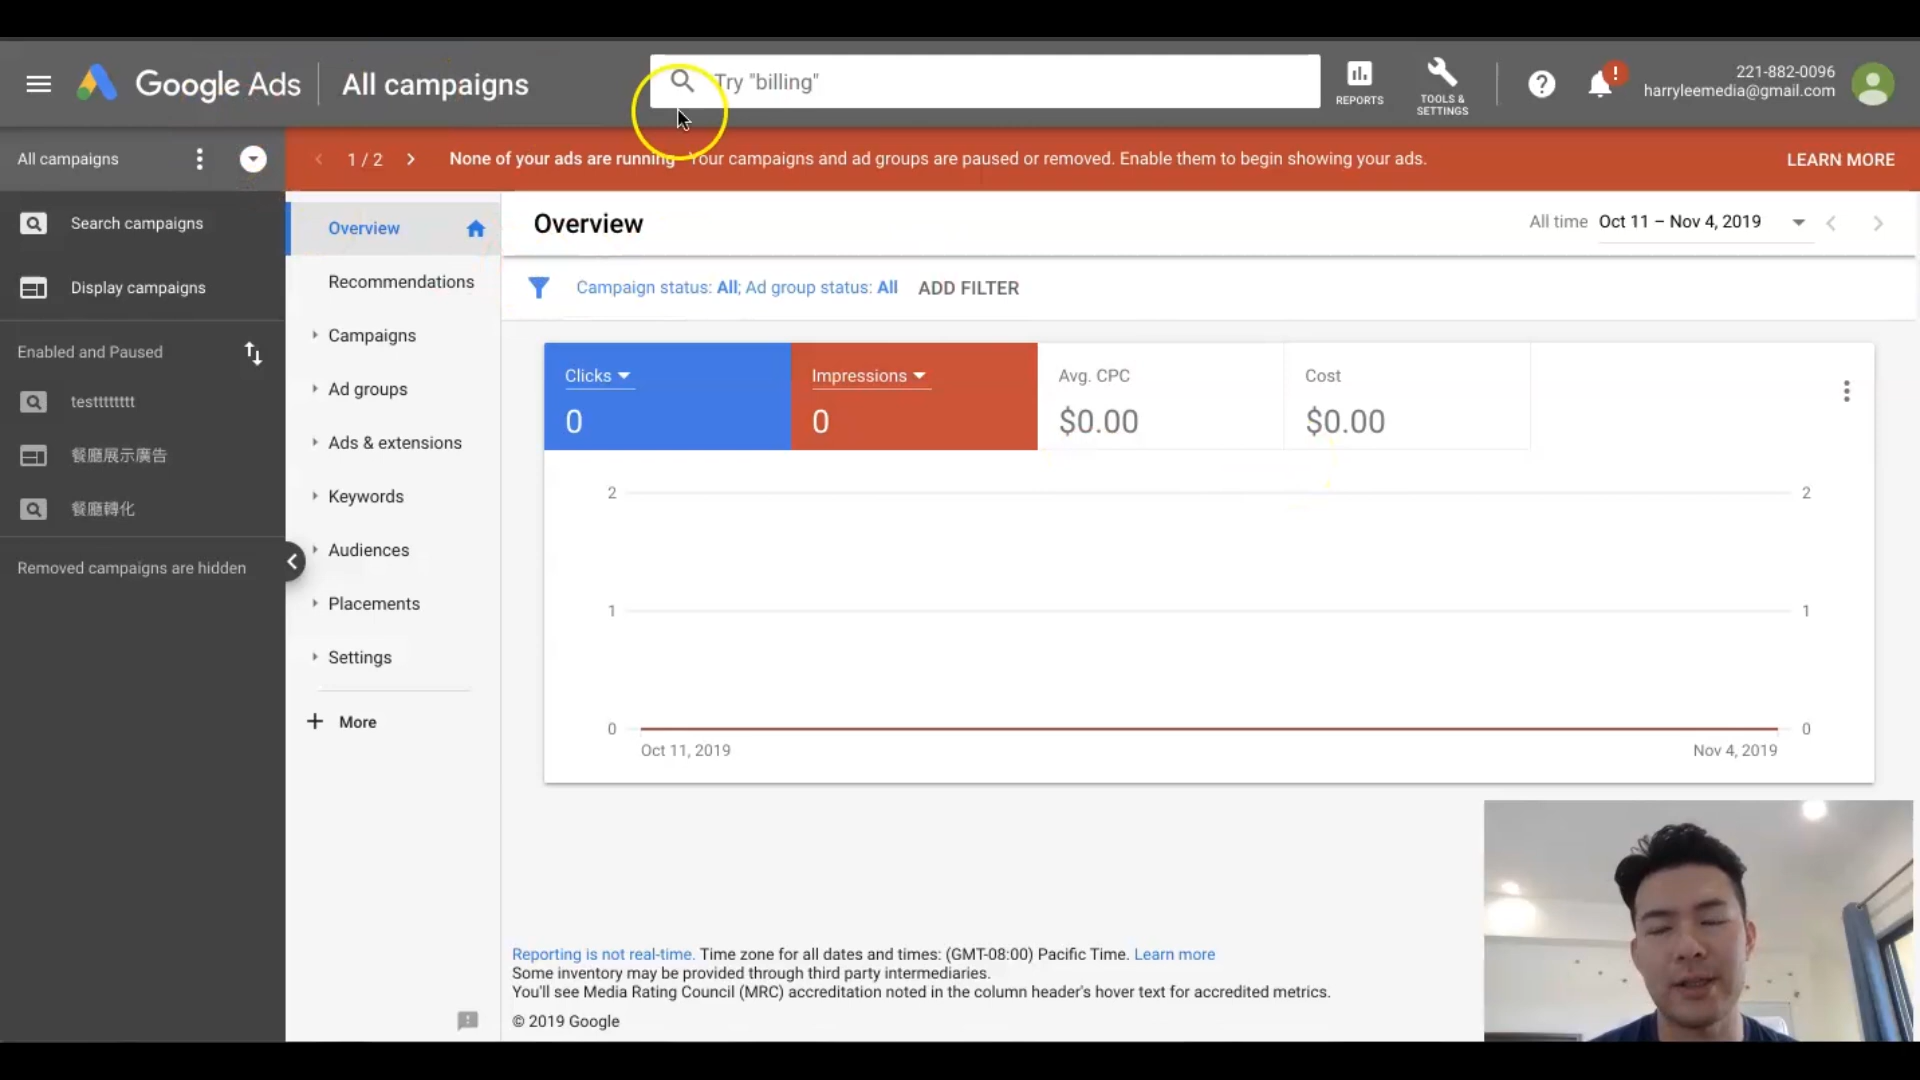 Google Ads
All campaigns
Try "billing"
REPORTS
TOOLS &
SETTINGS
!
221-882-0096
harryleemedia@gmail.com
All campaigns
1 / 2
None of your ads are running - Your campaigns and ad groups are paused or removed. Enable them to begin showing your ads.
LEARN MORE
Search campaigns
Display campaigns
Enabled and Paused
testttttttt
餐廳展示廣告
餐廳轉化
Removed campaigns are hidden
Overview
Recommendations
Campaigns
Ad groups
Ads & extensions
Keywords
Audiences
Placements
Settings
More
Overview
All time Oct 11 – Nov 4, 2019
Campaign status: All; Ad group status: All ADD FILTER
Clicks
0
Impressions
0
Avg. CPC
$0.00
Cost
$0.00
2
2
1
1
0
0
Oct 11, 2019
Nov 4, 2019
Reporting is not real-time. Time zone for all dates and times: (GMT-08:00) Pacific Time. Learn more
Some inventory may be provided through third party intermediaries.
You'll see Media Rating Council (MRC) accreditation noted in the column header's hover text for accredited metrics.
© 2019 Google